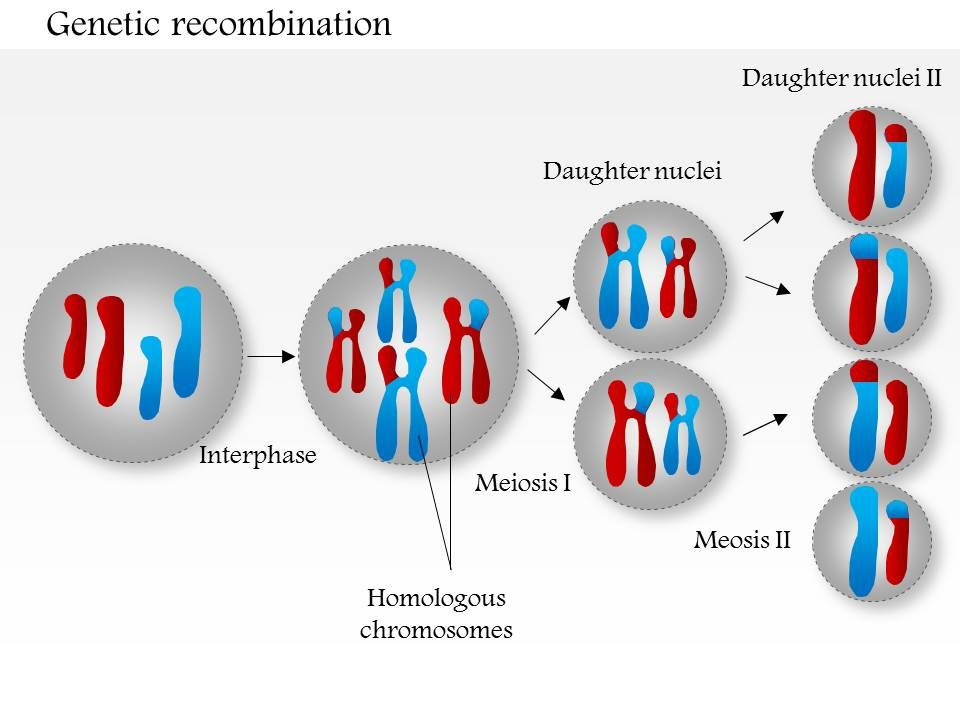 Genetic recombination
Daughter nuclei II
Daughter nuclei
Interphase
Meiosis I
Meosis II
Homologous
chromosomes